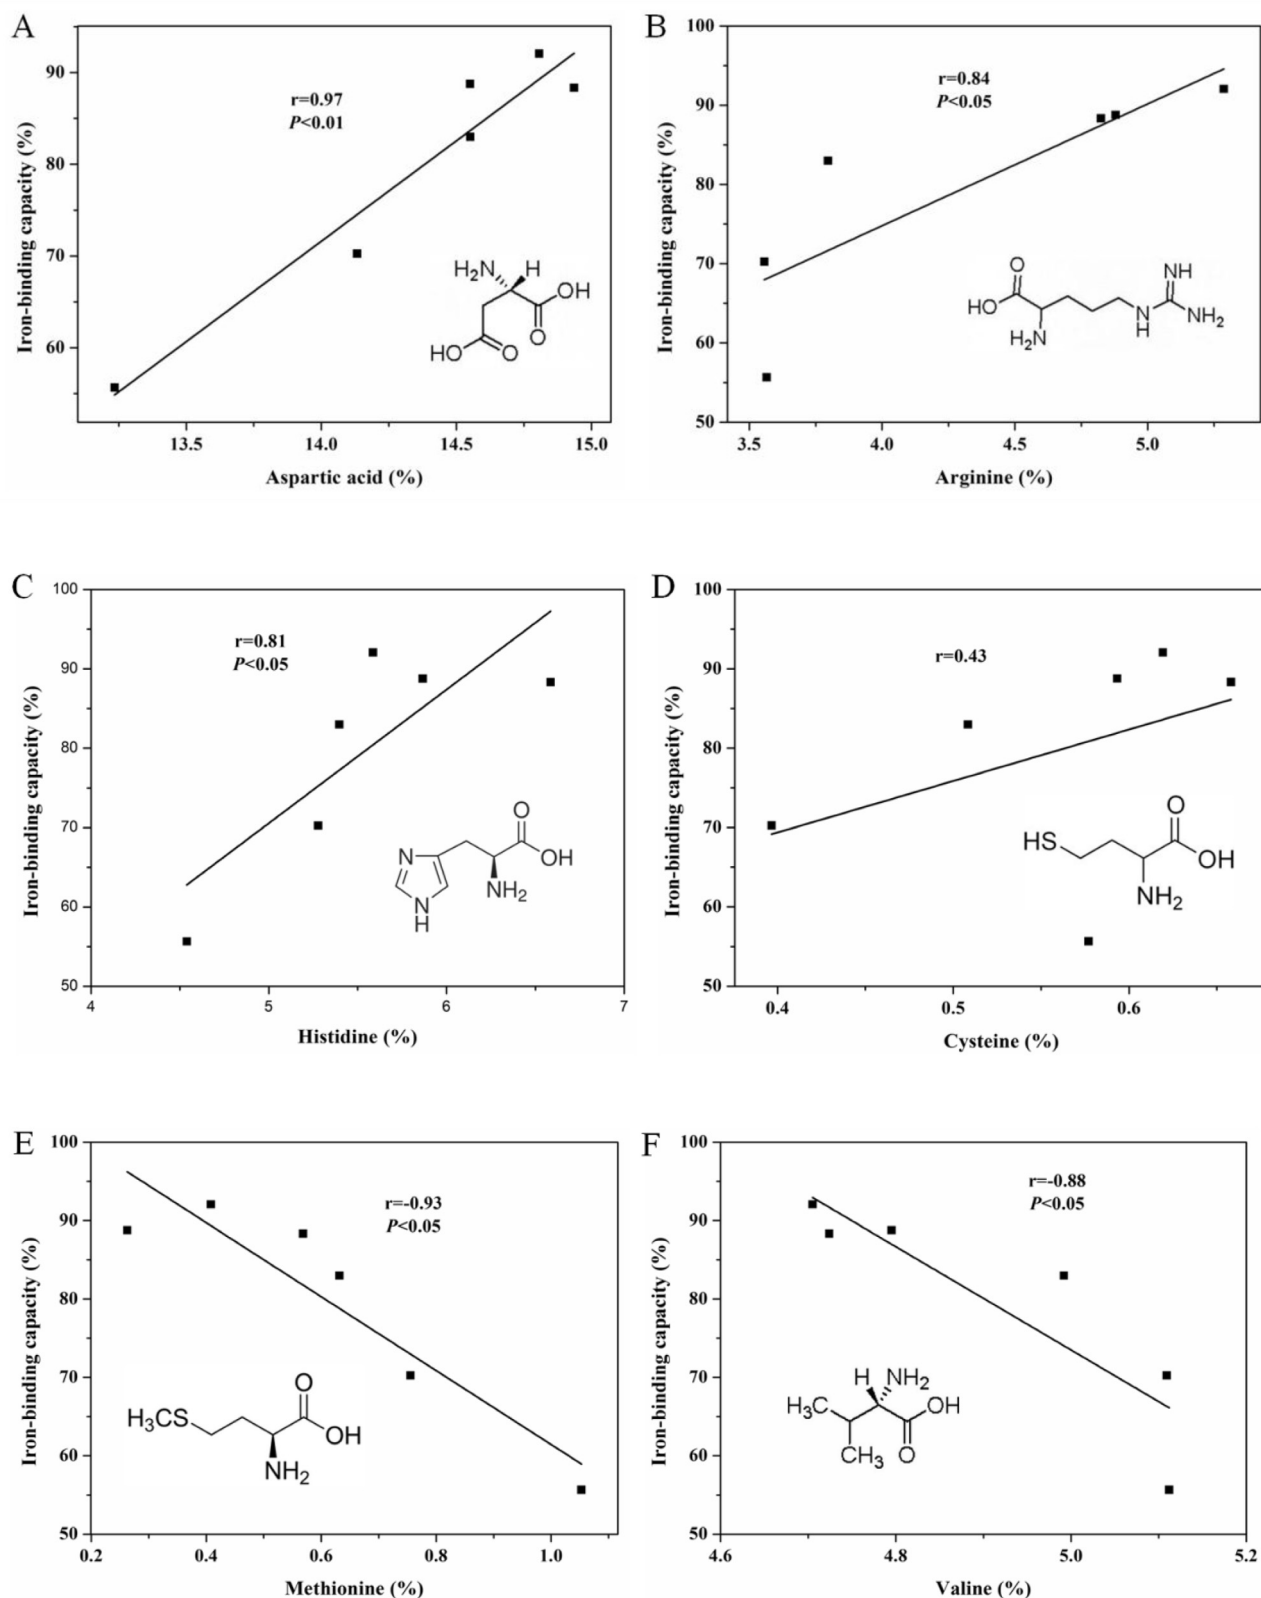 A
Iron-binding capacity (%)
90
80
70
60
r=0.97
P<0.01
H₂N
H
OH
O
HO
O
13.5 14.0 14.5 15.0
Aspartic acid (%)
B
Iron-binding capacity (%)
100
90
80
70
60
50
r=0.84
P<0.05
O
NH
HO
N
H
NH₂
H₂N
3.5 4.0 4.5 5.0
Arginine (%)
C
Iron-binding capacity (%)
100
90
80
70
60
50
r=0.81
P<0.05
O
N
OH
NH₂
N
H
4 5 6 7
Histidine (%)
D
Iron-binding capacity (%)
100
90
80
70
60
50
r=0.43
O
HS
OH
NH₂
0.4 0.5 0.6
Cysteine (%)
E
Iron-binding capacity (%)
100
90
80
70
60
50
r=-0.93
P<0.05
O
H₃CS
OH
NH₂
0.2 0.4 0.6 0.8 1.0
Methionine (%)
F
Iron-binding capacity (%)
100
90
80
70
60
50
r=-0.88
P<0.05
H NH₂
H₃C
OH
CH₃ O
4.6 4.8 5.0 5.2
Valine (%)